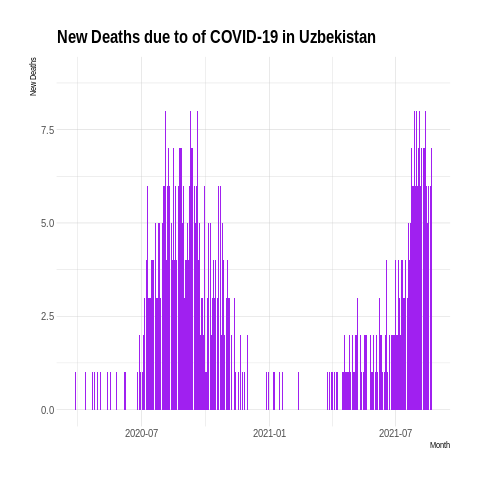 New Deaths due to of COVID-19 in Uzbekistan
New Deaths
7.5
5.0
2.5
0.0
2020-07 2021-01 2021-07
Month